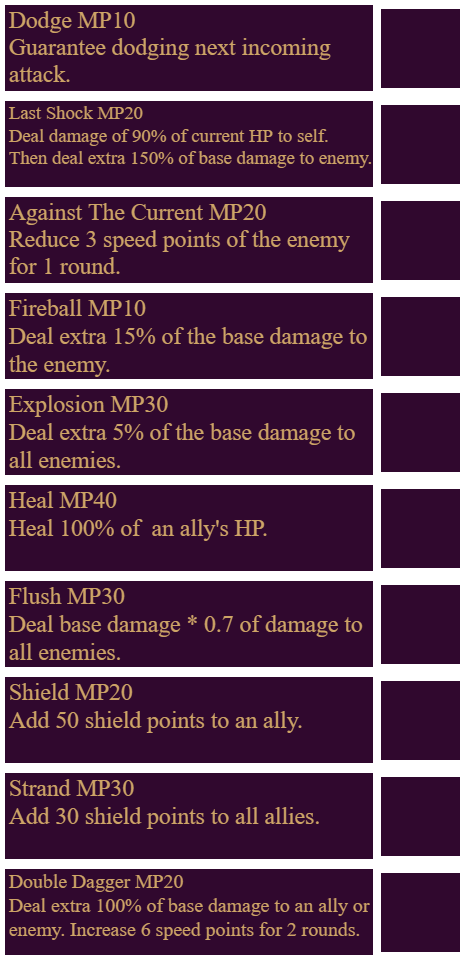 Dodge MP10
Guarantee dodging next incoming
attack.
Last Shock MP20
Deal damage of 90% of current HP to self.
Then deal extra 150% of base damage to enemy.
Against The Current MP20
Reduce 3 speed points of the enemy
for 1 round.
Fireball MP10
Deal extra 15% of the base damage to
the enemy.
Explosion MP30
Deal extra 5% of the base damage to
all enemies.
Heal MP40
Heal 100% of  an ally's HP.
Flush MP30
Deal base damage * 0.7 of damage to
all enemies.
Shield MP20
Add 50 shield points to an ally.
Strand MP30
Add 30 shield points to all allies.
Double Dagger MP20
Deal extra 100% of base damage to an ally or
enemy. Increase 6 speed points for 2 rounds.